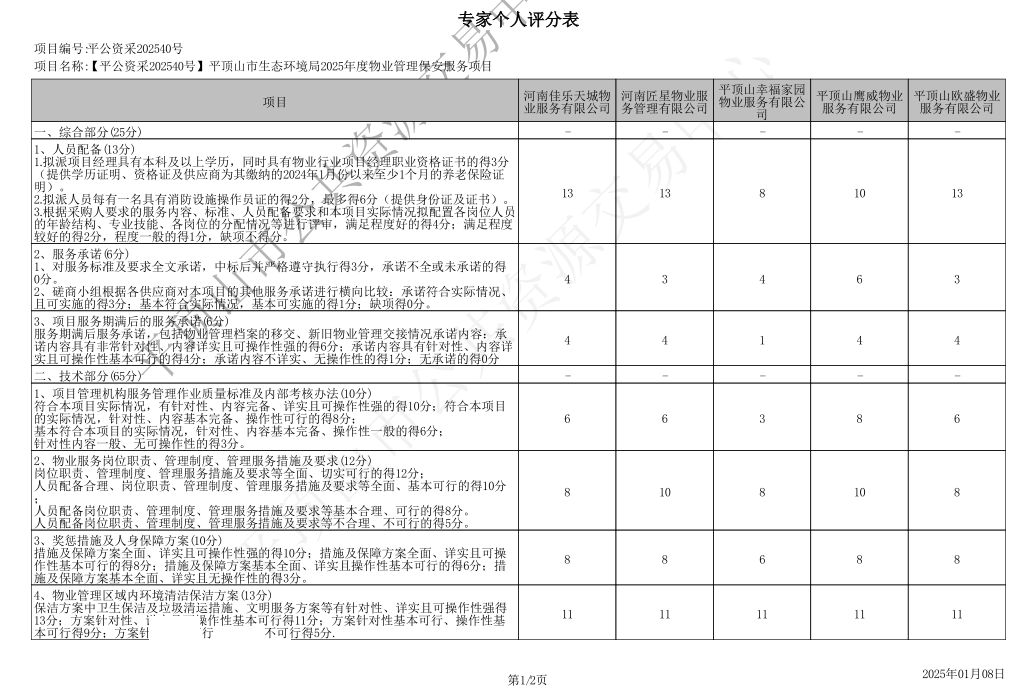 专家个人评分表
项目编号:平公资采202540号
项目名称:【平公资采202540号】平顶山市生态环境局2025年度物业管理保安服务项目
项目 河南佳乐天城物业服务有限公司 河南匠星物业服务管理有限公司 平顶山幸福家园物业服务有限公司 平顶山鹰威物业服务有限公司 平顶山欧盛物业服务有限公司
一、综合部分(25分) － － － － －
1、人员配备(13分)
1.拟派项目经理具有本科及以上学历，同时具有物业行业项目经理职业资格证书的得3分
（提供学历证明、资格证及供应商为其缴纳的2024年1月份以来至少1个月的养老保险证
明）。
2.拟派人员每有一名具有消防设施操作员证的得2分，最多得6分（提供身份证及证书）。
3.根据采购人要求的服务内容、标准、人员配备要求和本项目实际情况拟配置各岗位人员
的年龄结构、专业技能、各岗位的分配情况等进行评审，满足程度好的得4分；满足程度
较好的得2分，程度一般的得1分，缺项不得分。
13 13 8 10 13
2、服务承诺(6分)
1、对服务标准及要求全文承诺，中标后并严格遵守执行得3分，承诺不全或未承诺的得
0分。
2、磋商小组根据各供应商对本项目的其他服务承诺进行横向比较；承诺符合实际情况、
且可实施的得3分；基本符合实际情况，基本可实施的得1分；缺项得0分。
4 3 4 6 3
3、项目服务期满后的服务承诺(6分)
服务期满后服务承诺，包括物业管理档案的移交、新旧物业管理交接情况承诺内容；承
诺内容具有非常针对性、内容详实且可操作性强的得6分；承诺内容具有针对性、内容详
实且可操作性基本可行的得4分；承诺内容不详实、无操作性的得1分；无承诺的得0分
4 4 1 4 4
二、技术部分(65分) － － － － －
1、项目管理机构服务管理作业质量标准及内部考核办法(10分)
符合本项目实际情况，有针对性、内容完备、详实且可操作性强的得10分；符合本项目
的实际情况，针对性、内容基本完备、操作性可行的得8分；
基本符合本项目的实际情况，针对性、内容基本完备、操作性一般的得6分；
针对性内容一般、无可操作性的得3分。
6 6 3 8 6
2、物业服务岗位职责、管理制度、管理服务措施及要求(12分)
岗位职责、管理制度、管理服务措施及要求等全面、切实可行的得12分；
人员配备合理、岗位职责、管理制度、管理服务措施及要求等全面、基本可行的得10分
；
人员配备岗位职责、管理制度、管理服务措施及要求等基本合理、可行的得8分。
人员配备岗位职责、管理制度、管理服务措施及要求等不合理、不可行的得5分。
8 10 8 10 8
3、奖惩措施及人身保障方案(10分)
措施及保障方案全面、详实且可操作性强的得10分；措施及保障方案全面、详实且可操
作性基本可行的得8分；措施及保障方案基本全面、详实且操作性基本可行的得6分；措
施及保障方案基本全面、详实且无操作性的得3分。
8 8 6 8 8
4、物业管理区域内环境清洁保洁方案(13分)
保洁方案中卫生保洁及垃圾清运措施、文明服务方案等有针对性、详实且可操作性强得
13分；方案针对性、操作性基本可行得11分；方案针对性基本可行、操作性基
本可行得9分；方案 行 不可行得5分.
11 11 11 11 11
第1/2页
2025年01月08日